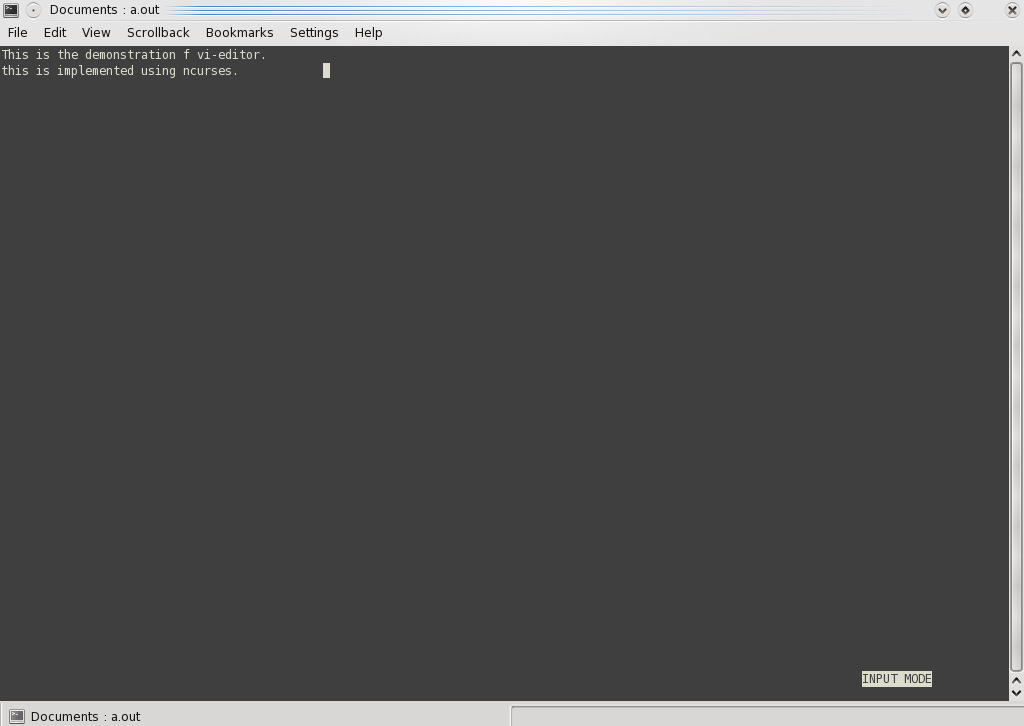 Documents : a.out
File Edit View Scrollback Bookmarks Settings Help
This is the demonstration f vi-editor.
this is implemented using ncurses.
INPUT MODE
Documents : a.out